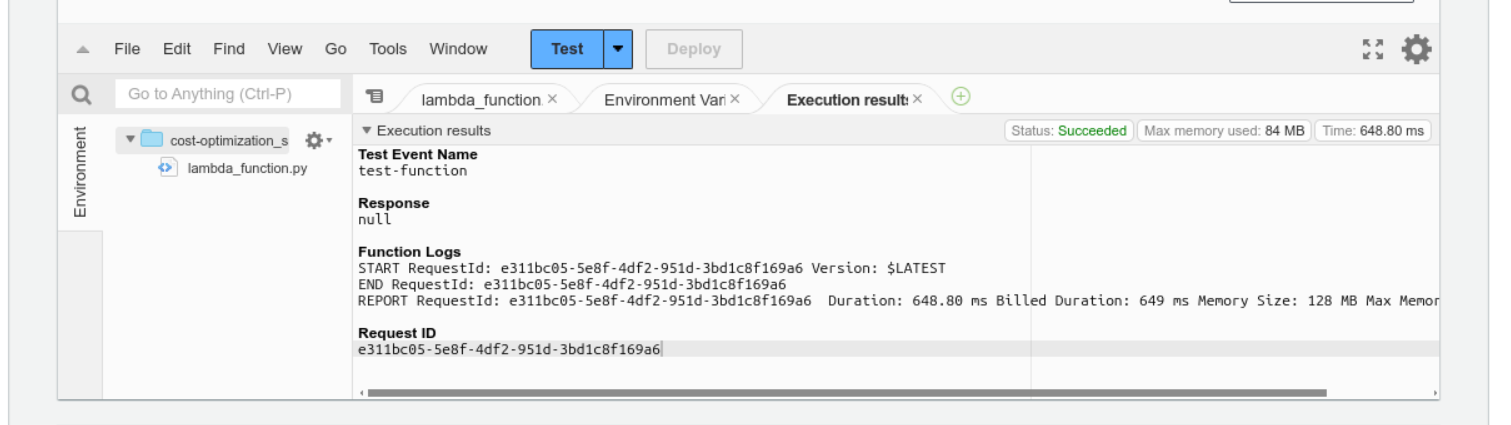 File Edit Find View Go Tools Window Test Deploy
Go to Anything (Ctrl-P)
lambda_function. Environment Vari Execution results
Environment
cost-optimization_s
lambda_function.py
Execution results
Status: Succeeded Max memory used: 84 MB Time: 648.80 ms
Test Event Name
test-function
Response
null
Function Logs
START RequestId: e311bc05-5e8f-4df2-951d-3bd1c8f169a6 Version: $LATEST
END RequestId: e311bc05-5e8f-4df2-951d-3bd1c8f169a6
REPORT RequestId: e311bc05-5e8f-4df2-951d-3bd1c8f169a6 Duration: 648.80 ms Billed Duration: 649 ms Memory Size: 128 MB Max Memor
Request ID
e311bc05-5e8f-4df2-951d-3bd1c8f169a6